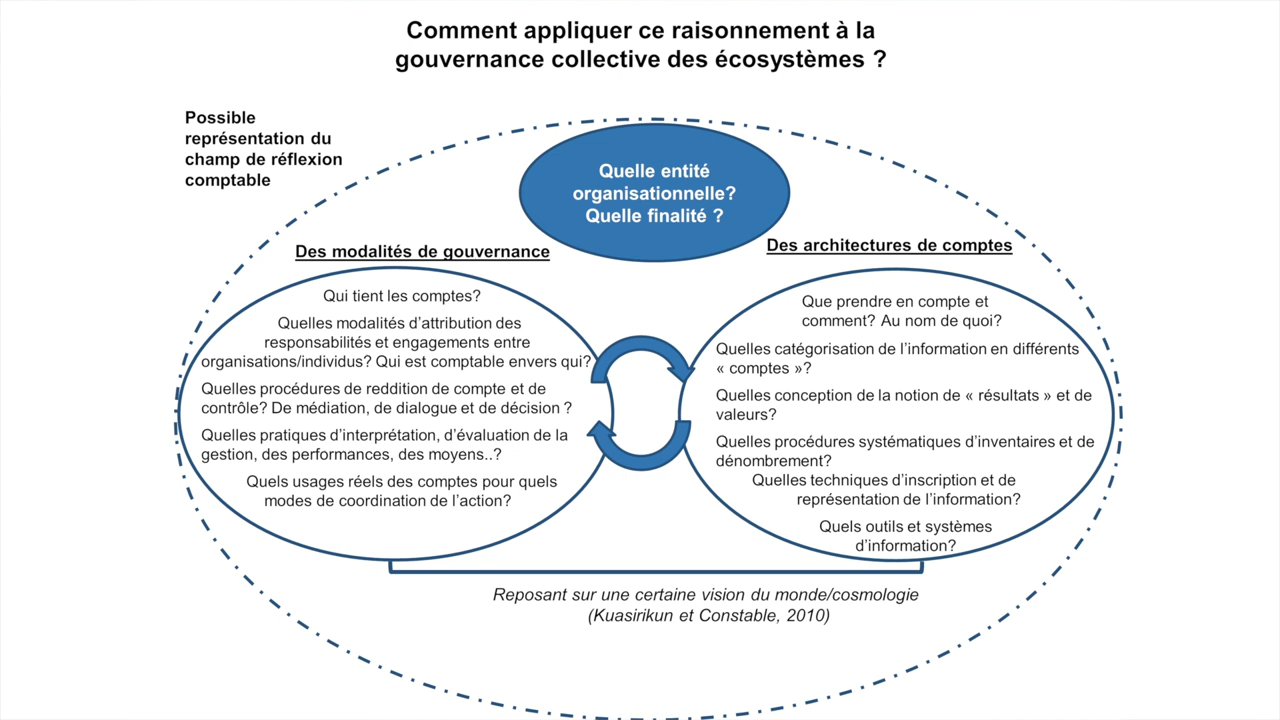 Comment appliquer ce raisonnement à la
gouvernance collective des écosystèmes ?
Possible
représentation du
champ de réflexion
comptable
Quelle entité
organisationnelle?
Quelle finalité ?
Des modalités de gouvernance
Qui tient les comptes?
Quelles modalités d’attribution des
responsabilités et engagements entre
organisations/individus? Qui est comptable envers qui?
Quelles procédures de reddition de compte et de
contrôle? De médiation, de dialogue et de décision ?
Quelles pratiques d’interprétation, d’évaluation de la
gestion, des performances, des moyens..?
Quels usages réels des comptes pour quels
modes de coordination de l’action?
Des architectures de comptes
Que prendre en compte et
comment? Au nom de quoi?
Quelles catégorisation de l’information en différents
« comptes »?
Quelles conception de la notion de « résultats » et de
valeurs?
Quelles procédures systématiques d’inventaires et de
dénombrement?
Quelles techniques d’inscription et de
représentation de l’information?
Quels outils et systèmes
d’information?
Reposant sur une certaine vision du monde/cosmologie
(Kuasirikun et Constable, 2010)